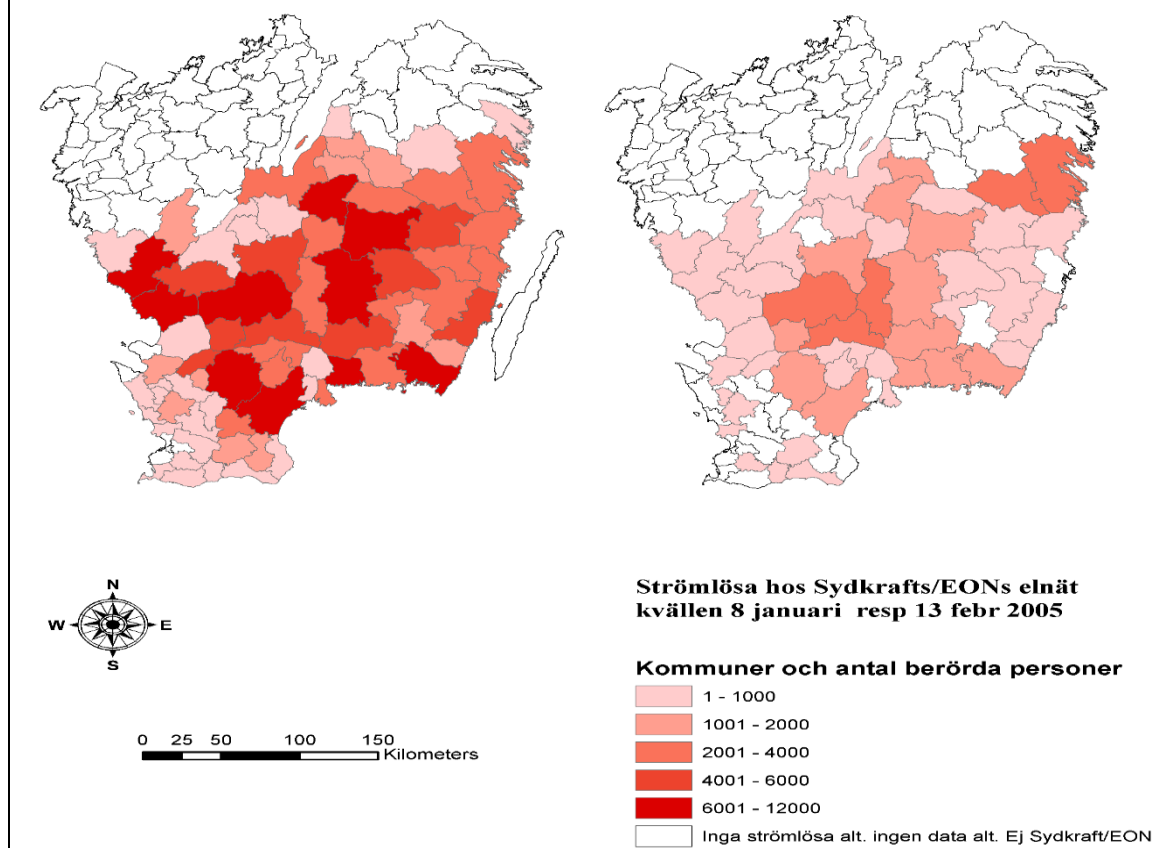 Strömlösa hos Sydkrafts/EONs elnät
kvällen 8 januari resp 13 febr 2005
N
W E
S
Kommuner och antal berörda personer
1 - 1000
1001 - 2000
2001 - 4000
4001 - 6000
6001 - 12000
Inga strömlösa alt. ingen data alt. Ej Sydkraft/EON
0 25 50 100 150
Kilometers